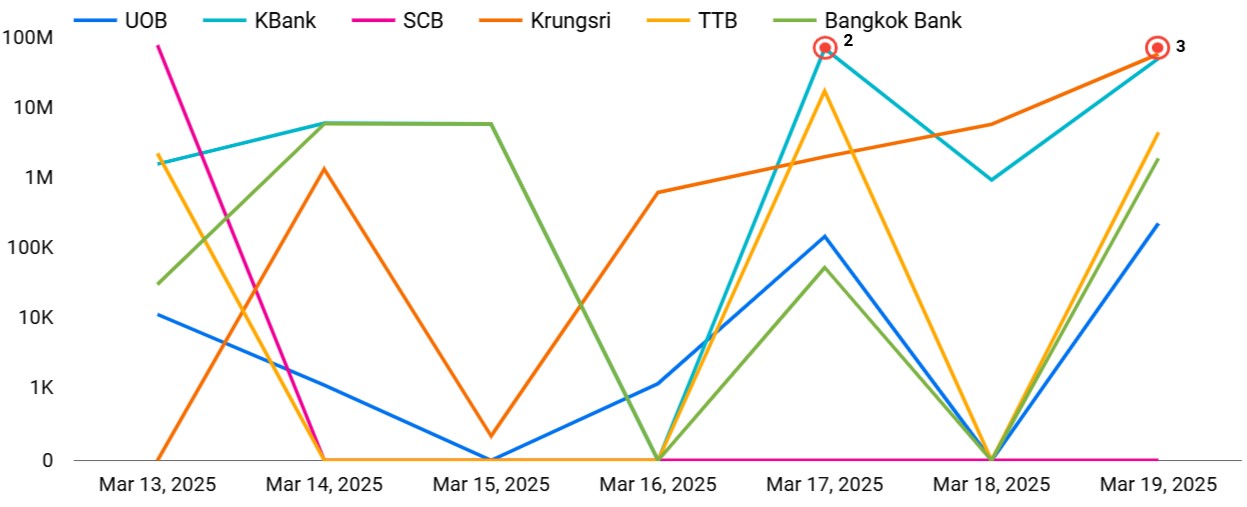 UOB KBank SCB Krungsri TTB Bangkok Bank
100M
2
3
10M
1M
100K
10K
1K
0
Mar 13, 2025 Mar 14, 2025 Mar 15, 2025 Mar 16, 2025 Mar 17, 2025 Mar 18, 2025 Mar 19, 2025